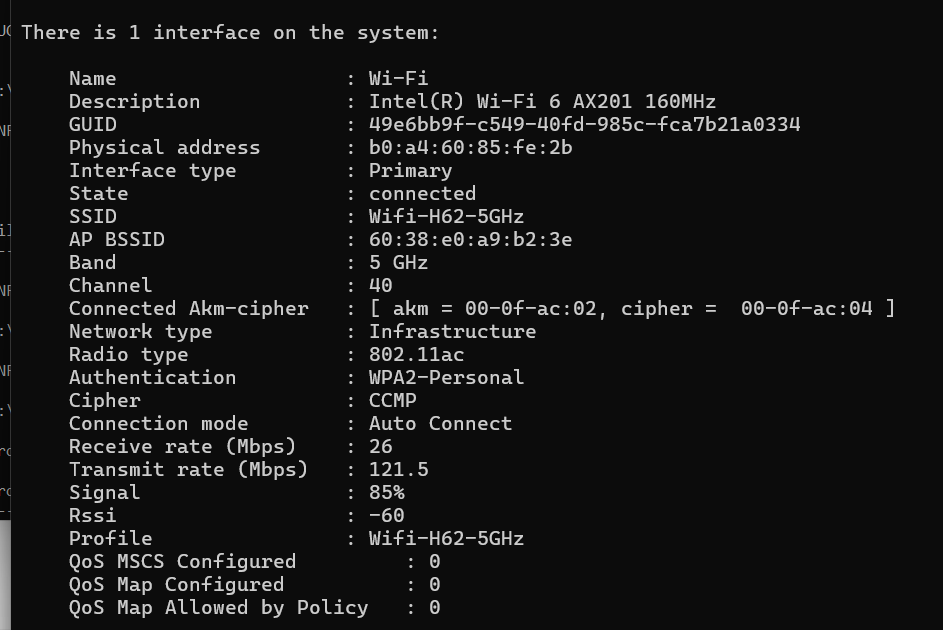 There is 1 interface on the system:
Name : Wi-Fi
Description : Intel(R) Wi-Fi 6 AX201 160MHz
GUID : 49e6bb9f-c549-40fd-985c-fca7b21a0334
Physical address : b0:a4:60:85:fe:2b
Interface type : Primary
State : connected
SSID : Wifi-H62-5GHz
AP BSSID : 60:38:e0:a9:b2:3e
Band : 5 GHz
Channel : 40
Connected Akm-cipher : [ akm = 00-0f-ac:02, cipher = 00-0f-ac:04 ]
Network type : Infrastructure
Radio type : 802.11ac
Authentication : WPA2-Personal
Cipher : CCMP
Connection mode : Auto Connect
Receive rate (Mbps) : 26
Transmit rate (Mbps) : 121.5
Signal : 85%
Rssi : -60
Profile : Wifi-H62-5GHz
QoS MSCS Configured : 0
QoS Map Configured : 0
QoS Map Allowed by Policy : 0